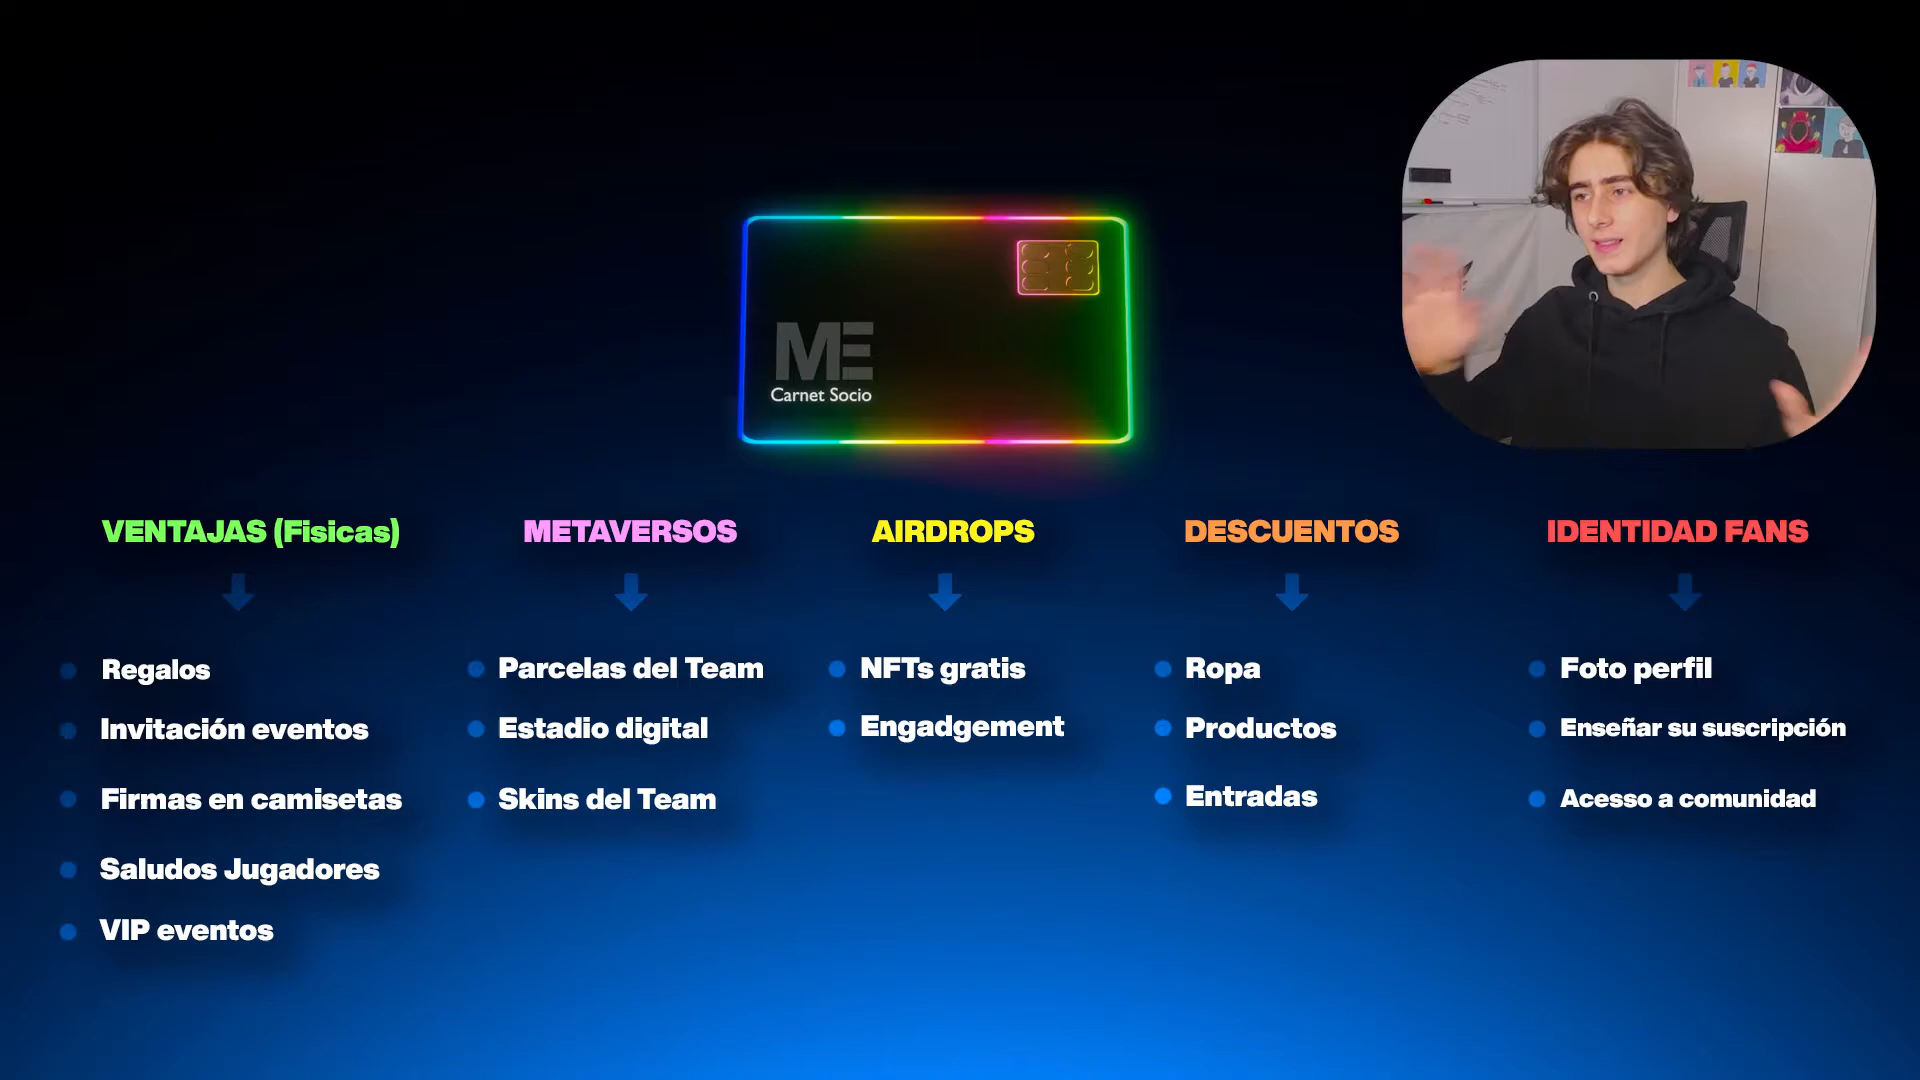 ME
Carnet Socio
VENTAJAS (Fisicas)
Regalos
Invitación eventos
Firmas en camisetas
Saludos Jugadores
VIP eventos
METAVERSOS
Parcelas del Team
Estadio digital
Skins del Team
AIRDROPS
NFTs gratis
Engadgement
DESCUENTOS
Ropa
Productos
Entradas
IDENTIDAD FANS
Foto perfil
Enseñar su suscripción
Acesso a comunidad